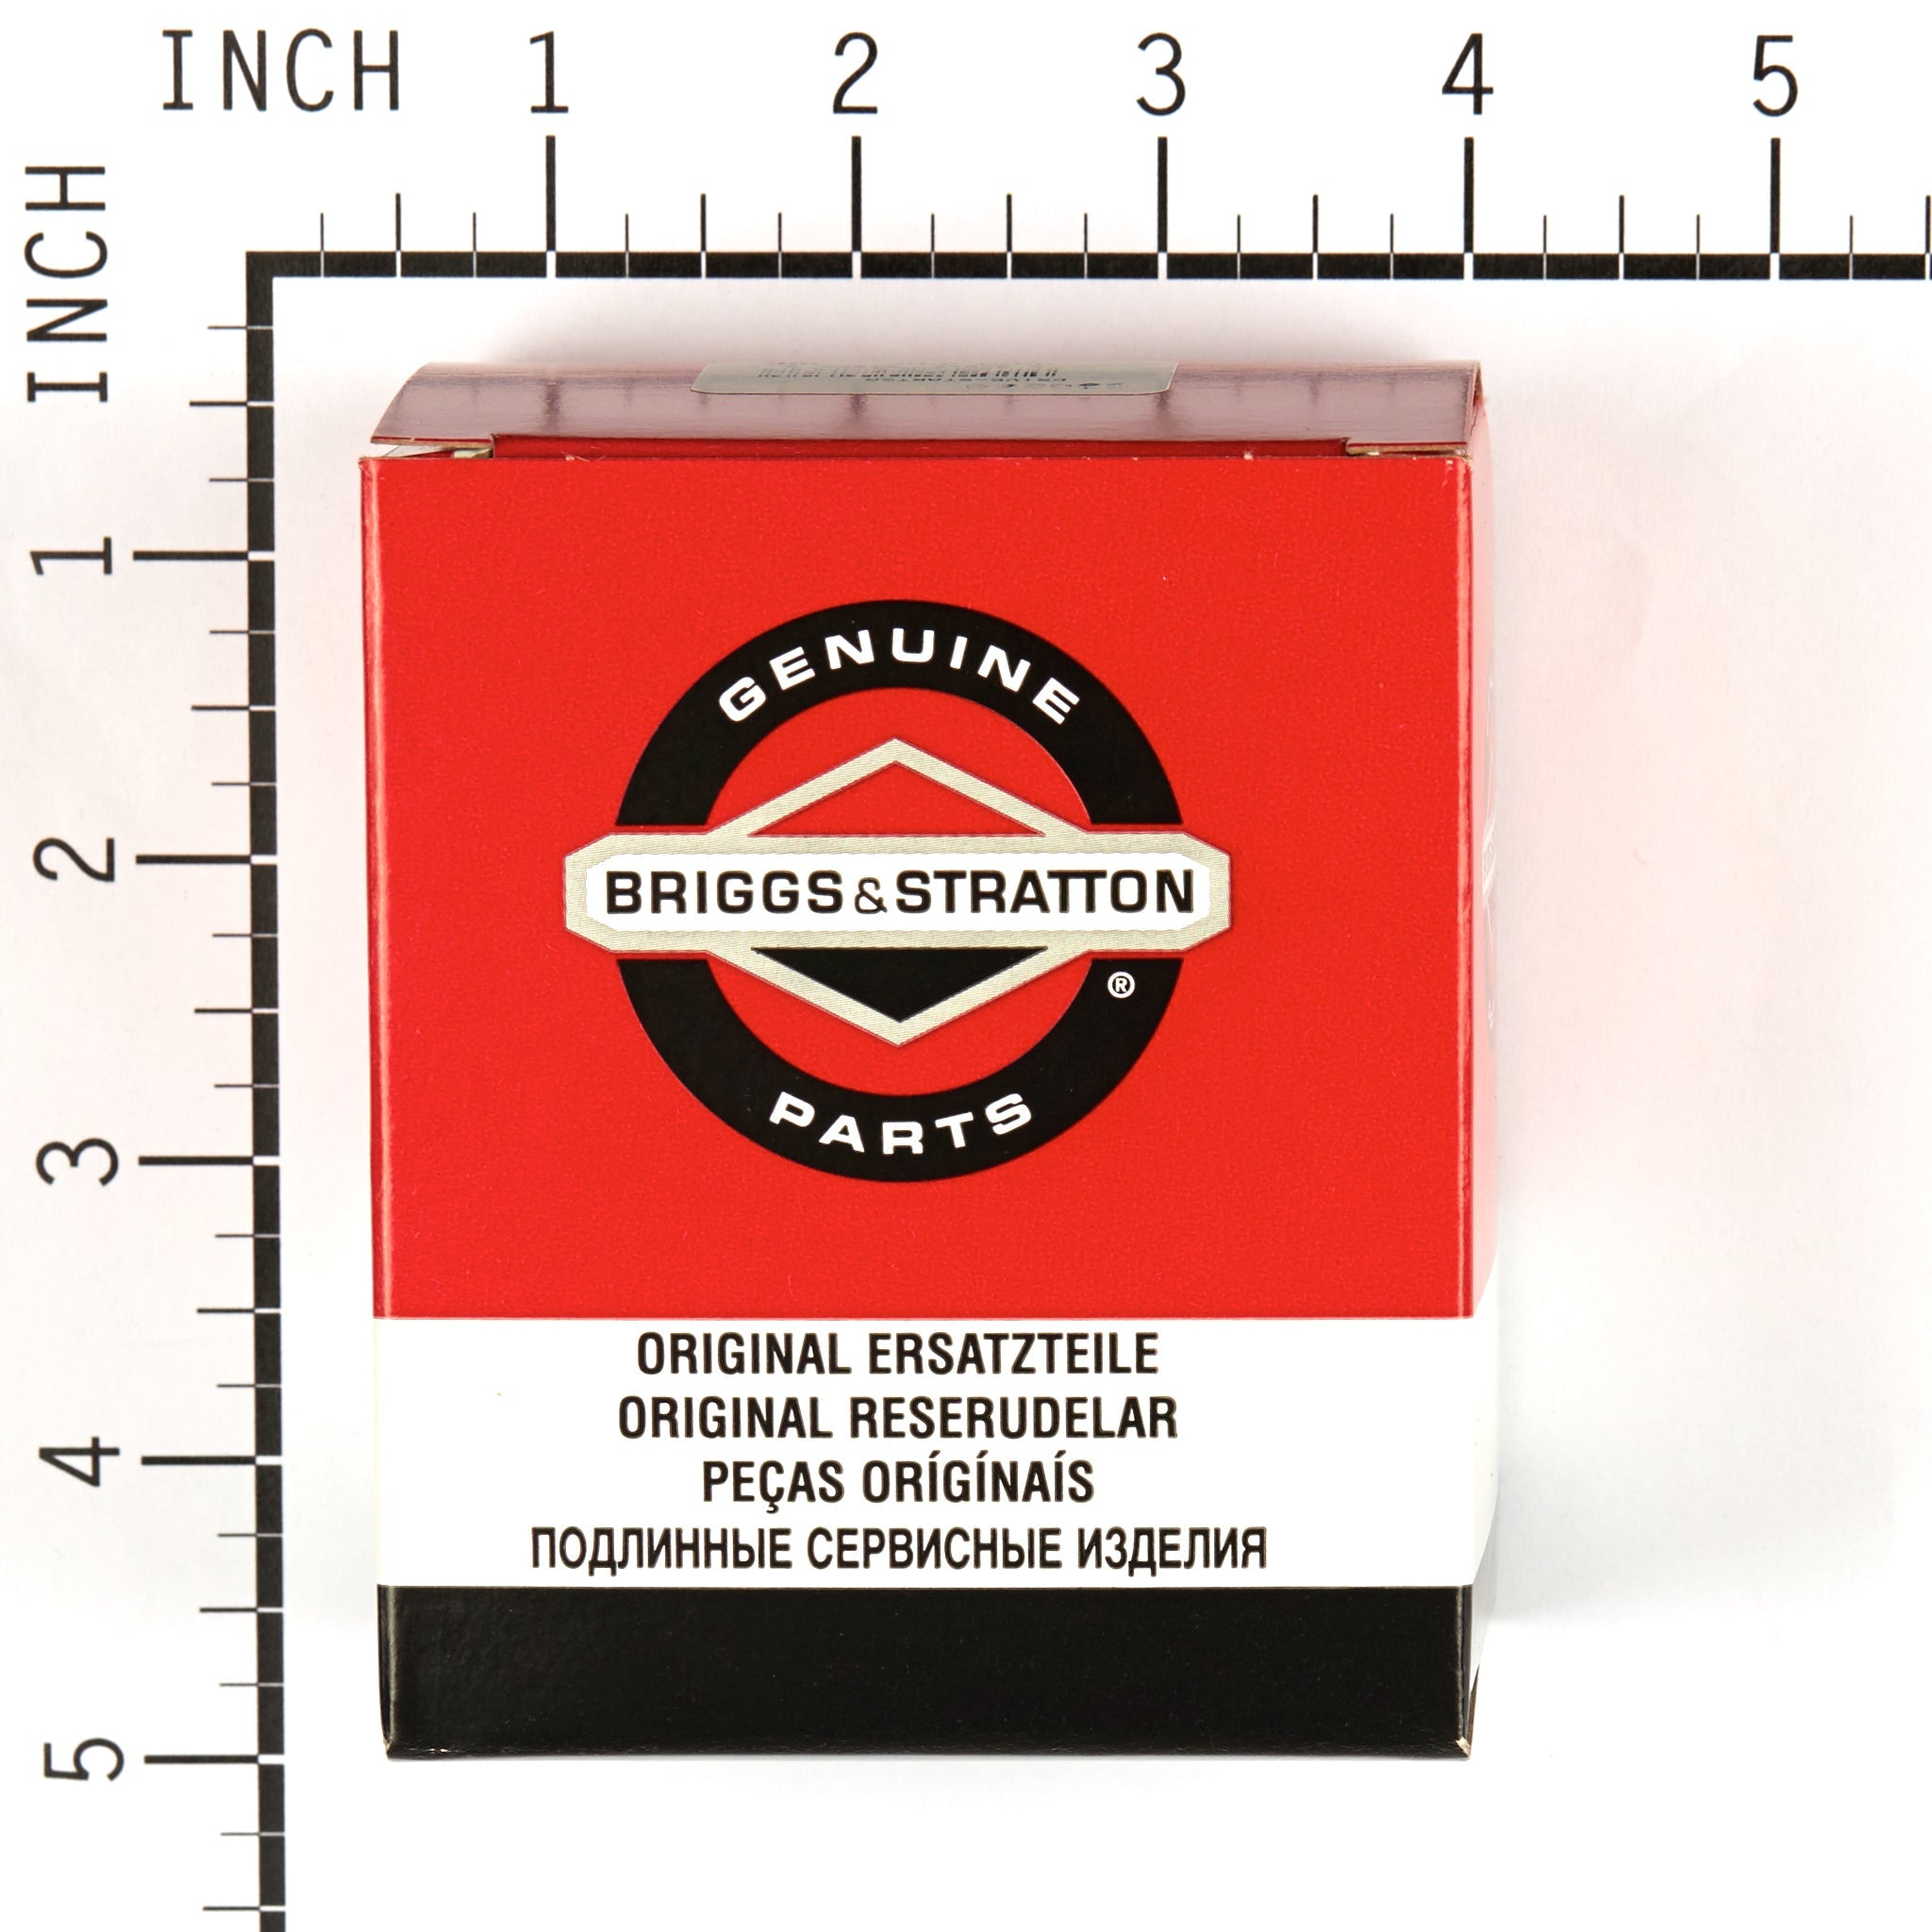 INCH 1 2 3 4 5
INCH
1
2
3
4
5
GENUINE
BRIGGS & STRATTON
®
PARTS
ORIGINAL ERSATZTEILE
ORIGINAL RESERUDELAR
PEÇAS ORÍGÍNAÍS
ПОДЛИННЫЕ СЕРВИСНЫЕ ИЗДЕЛИЯ